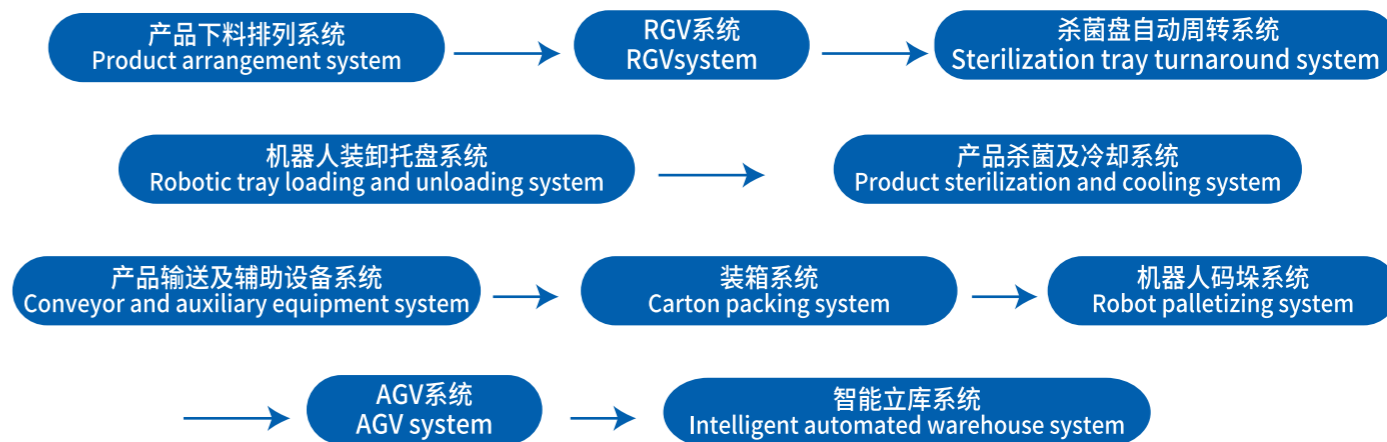 产品下料排列系统
Product arrangement system
RGV系统
RGVsystem
杀菌盘自动周转系统
Sterilization tray turnaround system
机器人装卸托盘系统
Robotic tray loading and unloading system
产品杀菌及冷却系统
Product sterilization and cooling system
产品输送及辅助设备系统
Conveyor and auxiliary equipment system
装箱系统
Carton packing system
机器人码垛系统
Robot palletizing system
AGV系统
AGV system
智能立库系统
Intelligent automated warehouse system